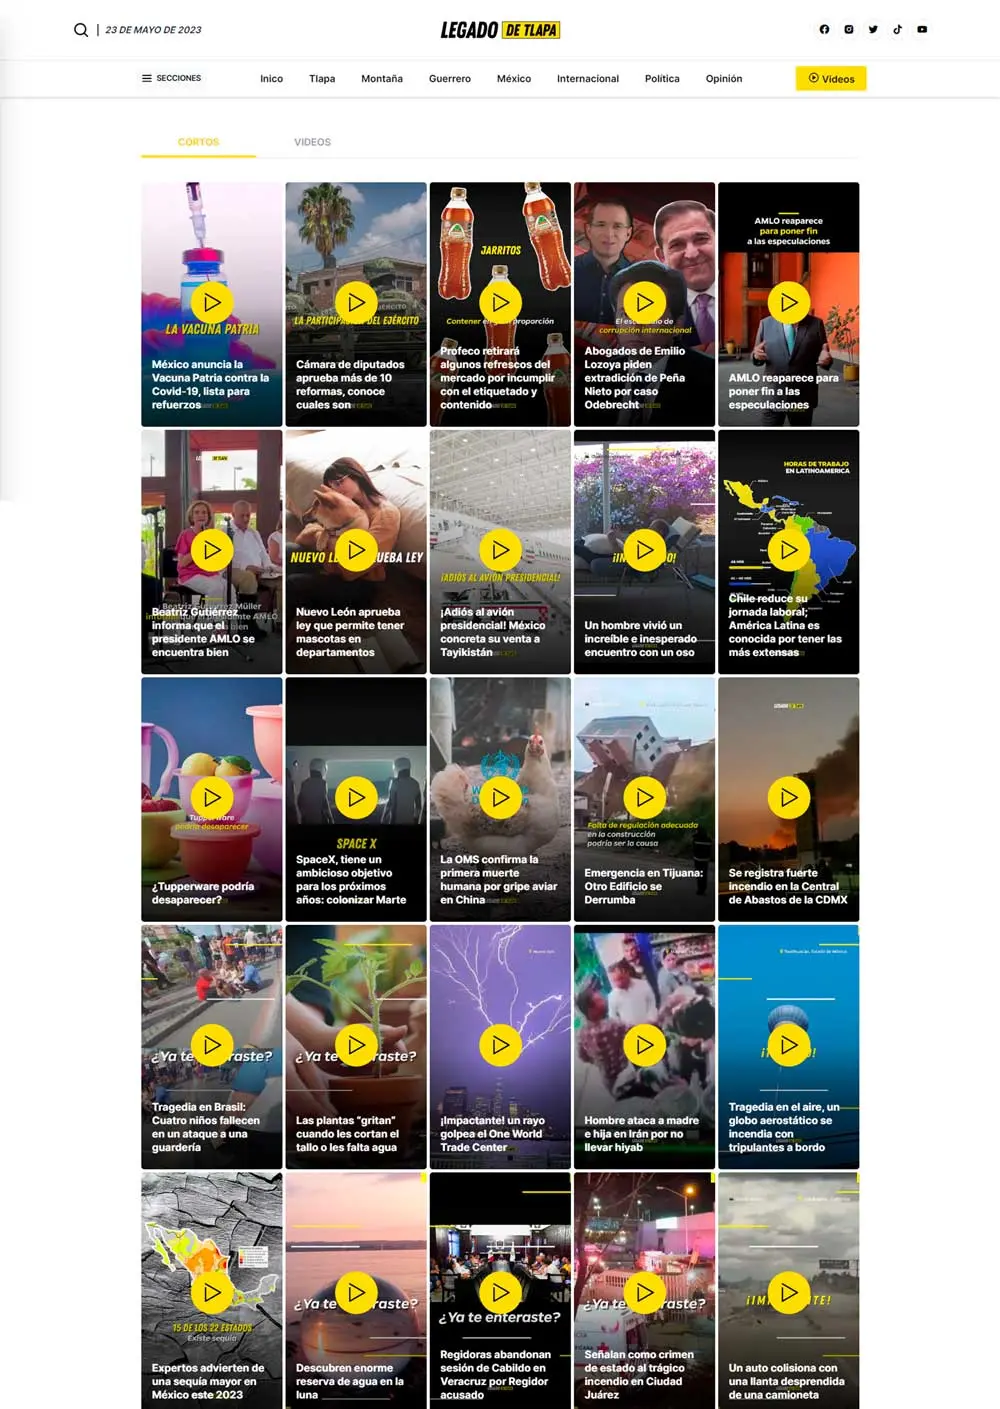 23 DE MAYO DE 2023
LEGADO DE TLAPA
SECCIONES
Inico
Tlapa
Montaña
Guerrero
México
Internacional
Política
Opinión
Videos
CORTOS
VIDEOS
LA VACUNA PATRIA
México anuncia la
Vacuna Patria contra la
Covid-19, lista para
refuerzos
LA PARTICIPACIÓN DEL EJÉRCITO
Cámara de diputados
aprueba más de 10
reformas, conoce
cuales son
JARRITOS
Contener en proporción
Profeco retirará
algunos refrescos del
mercado por incumplir
con el etiquetado y
contenido
corrupción internacional
Abogados de Emilio
Lozoya piden
extradición de Peña
Nieto por caso
Odebrecht
AMLO reaparece
para poner fin
a las especulaciones
AMLO reaparece para
poner fin a las
especulaciones
DE TLAPA
Beatriz Gutiérrez Müller
informa que el presidente AMLO
Beatriz Gutiérrez
informa que el
presidente AMLO se
encuentra bien
NUEVO LE UEBA LEY
Nuevo León aprueba
ley que permite tener
mascotas en
departamentos
¡ADIÓS AL AVIÓN PRESIDENCIAL!
¡Adiós al avión
presidencial! México
concreta su venta a
Tayikistán
Un hombre vivió un
increíble e inesperado
encuentro con un oso
HORAS DE TRABAJO
EN LATINOAMERICA
Chile reduce su
jornada laboral;
América Latina es
conocida por tener las
más extensas
Tupperware
podría desaparecer
¿Tupperware podría
desaparecer?
SPACE X
SpaceX, tiene un
ambicioso objetivo
para los próximos
años: colonizar Marte
La OMS confirma la
primera muerte
humana por gripe aviar
en China
Falta de regulación adecuada
en la construcción
podría ser la causa
Emergencia en Tijuana:
Otro Edificio se
Derrumba
LEGADO DE TLAPA
Se registra fuerte
incendio en la Central
de Abastos de la CDMX
¿Ya te raste?
Tragedia en Brasil:
Cuatro niños fallecen
en un ataque a una
guardería
¿Ya te raste?
Las plantas "gritan"
cuando les cortan el
tallo o les falta agua
¡Impactante! un rayo
golpea el One World
Trade Center
Hombre ataca a madre
e hija en Irán por no
llevar hiyab
Teotihuacán, Estado de México
Tragedia en el aire, un
globo aerostático se
incendia con
tripulantes a bordo
15 DE LOS 22 ESTADOS
Existe sequía
Expertos advierten de
una sequía mayor en
México este 2023
¿Ya te raste?
Descubren enorme
reserva de agua en la
luna
¿Ya te enteraste?
Regidoras abandonan
sesión de Cabildo en
Veracruz por Regidor
acusado
¿Ya te raste?
Señalan como crimen
de estado al trágico
incendio en Ciudad
Juárez
¡IM TE!
Un auto colisiona con
una llanta desprendida
de una camioneta